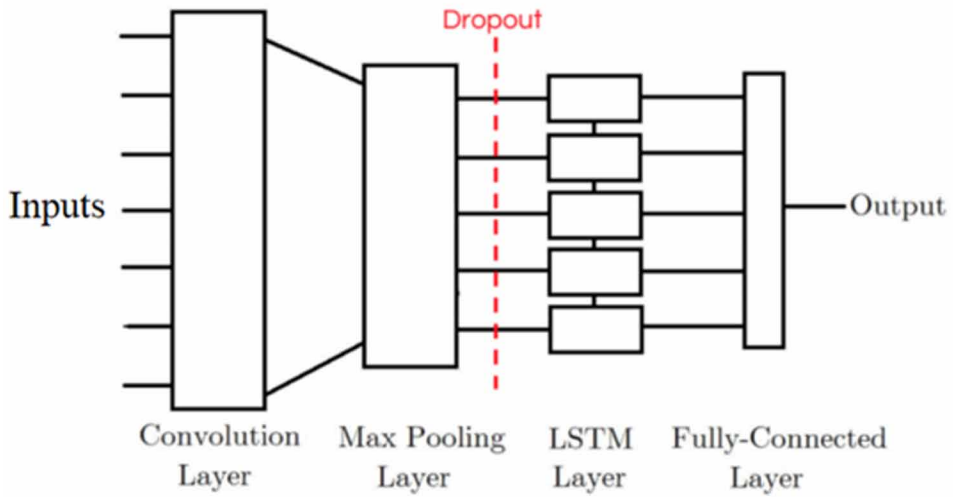 Dropout
Inputs
Output
Convolution
Layer
Max Pooling
Layer
LSTM
Layer
Fully-Connected
Layer